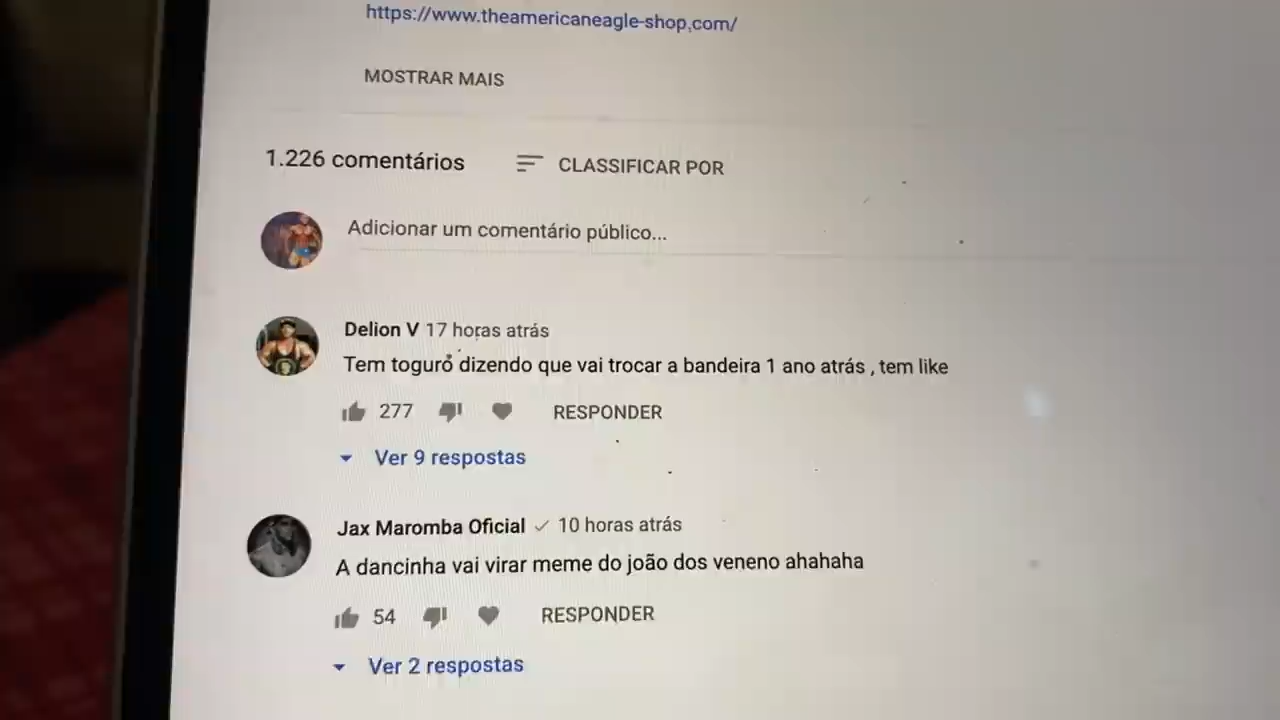 https://www.theamericaneagle-shop,com/
MOSTRAR MAIS
1.226 comentários
CLASSIFICAR POR
Adicionar um comentário público...
Delion V 17 horas atrás
Tem toguro dizendo que vai trocar a bandeira 1 ano atrás , tem like
277
RESPONDER
Ver 9 respostas
Jax Maromba Oficial 10 horas atrás
A dancinha vai virar meme do joão dos veneno ahahaha
54
RESPONDER
Ver 2 respostas